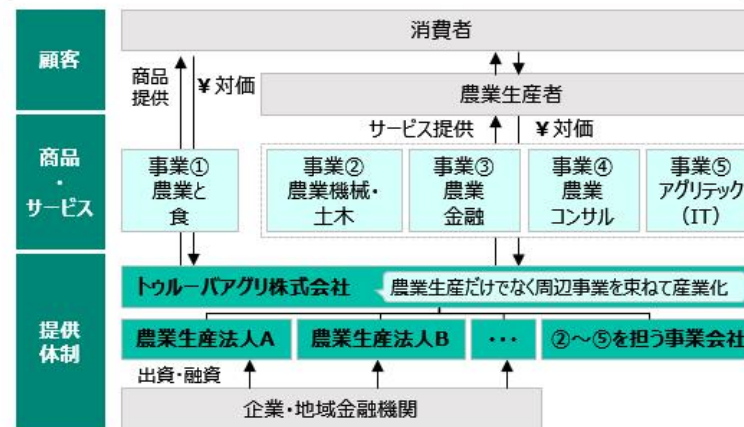 顧客
消費者
商品
提供
¥対価
農業生産者
サービス提供
¥対価
商品
・
サービス
事業①
農業と
食
事業②
農業機械・
土木
事業③
農業
金融
事業④
農業
コンサル
事業⑤
アグリテック
(IT)
提供
体制
トゥルーバアグリ株式会社
農業生産だけでなく周辺事業を束ねて産業化
農業生産法人A
農業生産法人B
・・・
②～⑤を担う事業会社
出資・融資
企業・地域金融機関